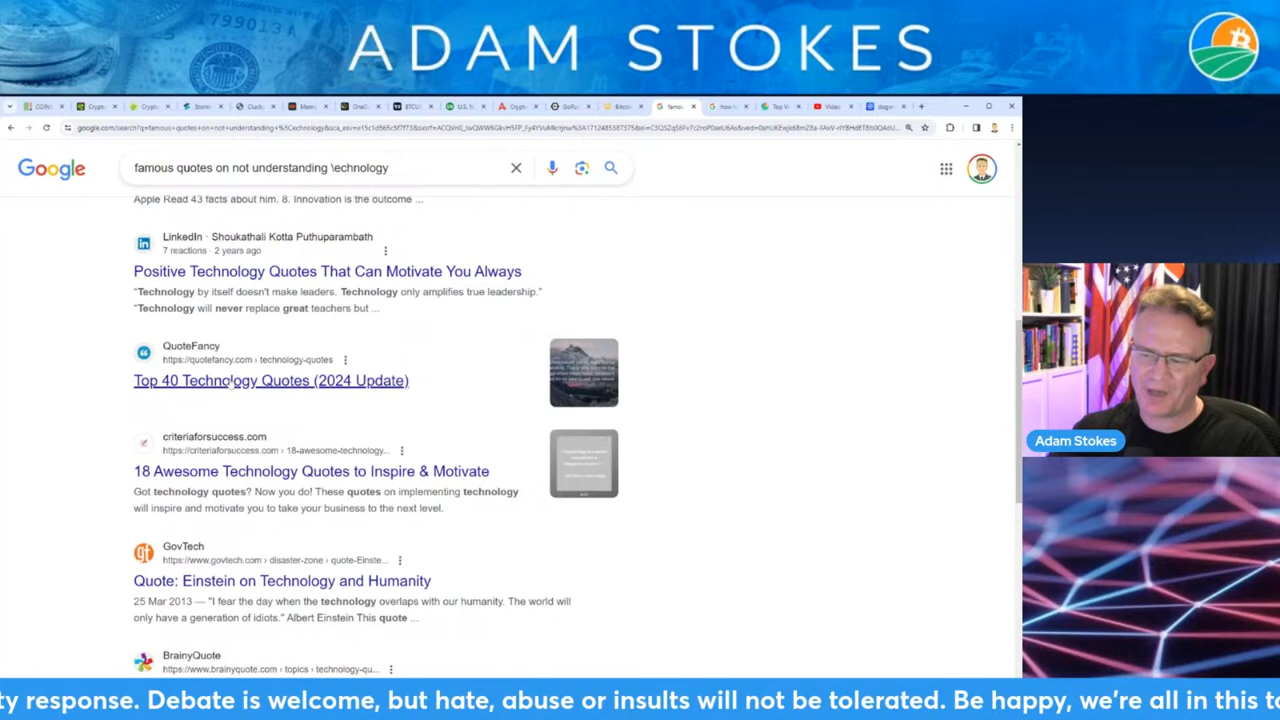 ADAM STOKES
famous quotes on not understanding \echnology
Google
Apple Read 43 facts about him. 8. Innovation is the outcome ...
LinkedIn · Shoukathali Kotta Puthuparambath
7 reactions · 2 years ago
Positive Technology Quotes That Can Motivate You Always
"Technology by itself doesn't make leaders. Technology only amplifies true leadership."
"Technology will never replace great teachers but ...
QuoteFancy
https://quotefancy.com › technology-quotes
Top 40 Technology Quotes (2024 Update)
criteriaforsuccess.com
https://criteriaforsuccess.com › 18-awesome-technology...
18 Awesome Technology Quotes to Inspire & Motivate
Got technology quotes? Now you do! These quotes on implementing technology
will inspire and motivate you to take your business to the next level.
GovTech
https://www.govtech.com › disaster-zone › quote-Einste...
Quote: Einstein on Technology and Humanity
25 Mar 2013 — "I fear the day when the technology overlaps with our humanity. The world will
only have a generation of idiots." Albert Einstein This quote ...
BrainyQuote
https://www.brainyquote.com › topics › technology-qu...
Adam Stokes
ty response. Debate is welcome, but hate, abuse or insults will not be tolerated. Be happy, we're all in this to